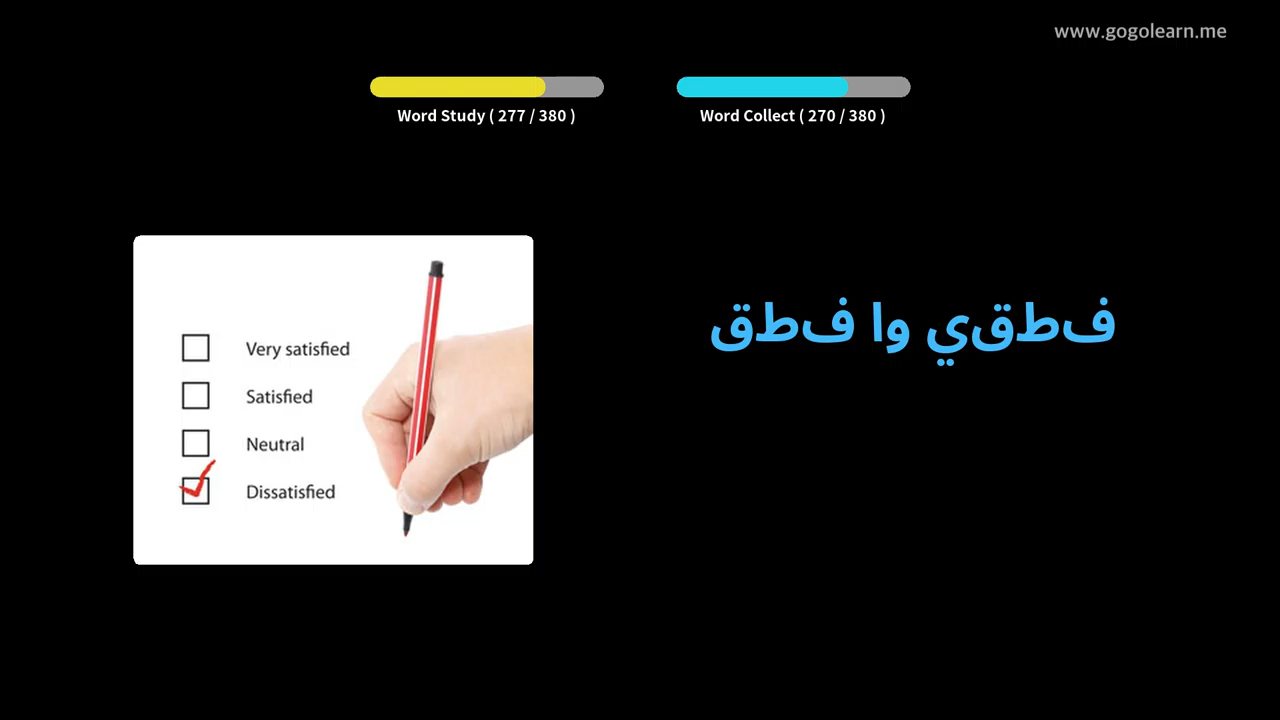 www.gogolearn.me
Word Study ( 277 / 380 )
Word Collect ( 270 / 380 )
فطقي وا فطق
Very satisfied
Satisfied
Neutral
Dissatisfied